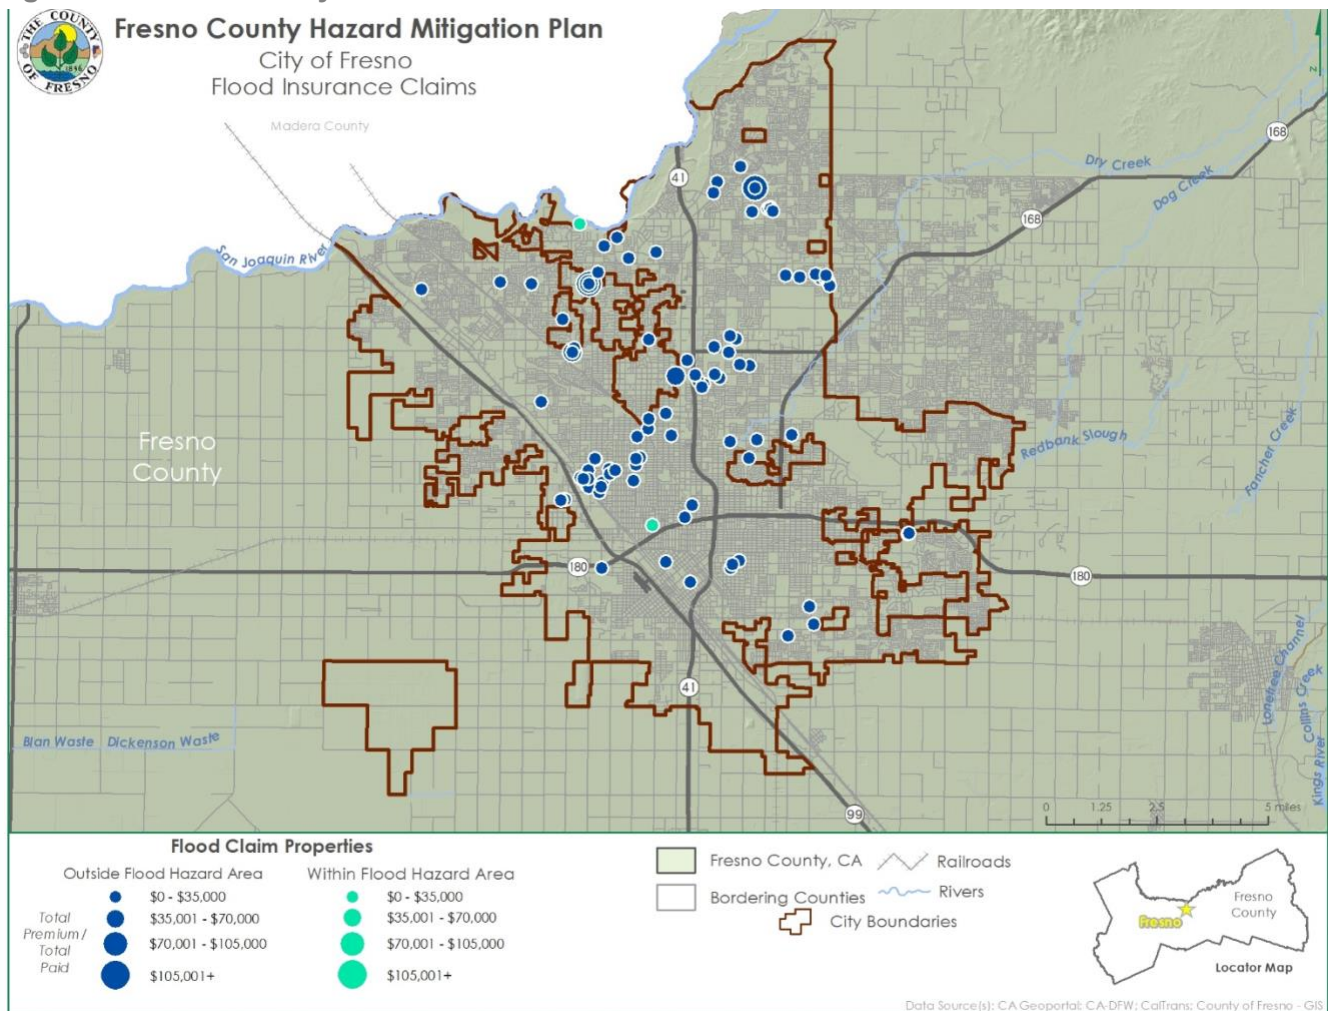 THE COUNTY OF FRESNO
1856
Fresno County Hazard Mitigation Plan
City of Fresno
Flood Insurance Claims
Madera County
N
41
168
Dry Creek
Dog Creek
168
San Joaquin River
Fresno
County
Redbank Slough
Fancher Creek
180
180
Lonetree Channel
Collins Creek
Kings River
41
Blan Waste
Dickenson Waste
99
0 1.25 2.5 5 miles
Flood Claim Properties
Outside Flood Hazard Area
Within Flood Hazard Area
Total
Premium /
Total
Paid
$0 - $35,000
$35,001 - $70,000
$70,001 - $105,000
$105,001+
$0 - $35,000
$35,001 - $70,000
$70,001 - $105,000
$105,001+
Fresno County, CA
Bordering Counties
Railroads
Rivers
City Boundaries
Fresno
Fresno
County
Locator Map
Data Source(s): CA Geoportal; CA-DFW; CalTrans; County of Fresno - GIS